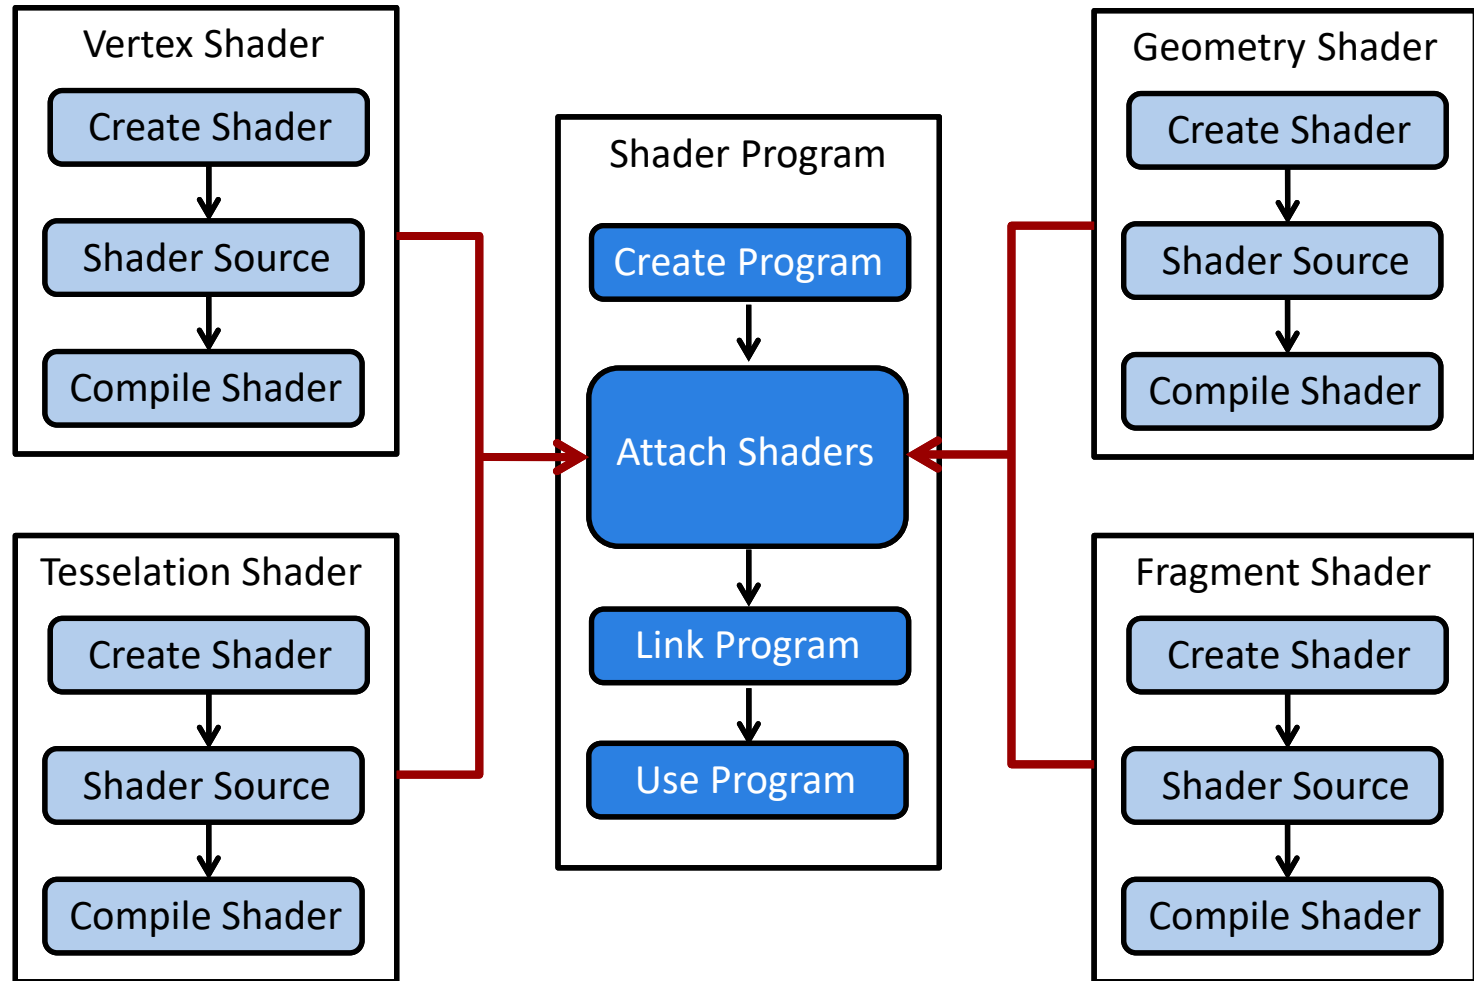 Vertex Shader
Create Shader
Shader Source
Compile Shader
Tesselation Shader
Create Shader
Shader Source
Compile Shader
Shader Program
Create Program
Attach Shaders
Link Program
Use Program
Geometry Shader
Create Shader
Shader Source
Compile Shader
Fragment Shader
Create Shader
Shader Source
Compile Shader